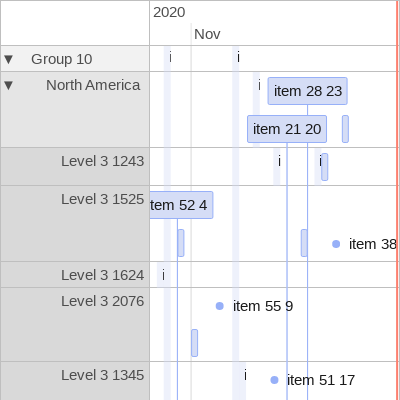 2020
Nov
▼ Group 10 i i
▼ North America i item 28 23
item 21 20
Level 3 1243 i i
Level 3 1525 tem 52 4
item 38
Level 3 1624 i
Level 3 2076 item 55 9
Level 3 1345 i item 51 17